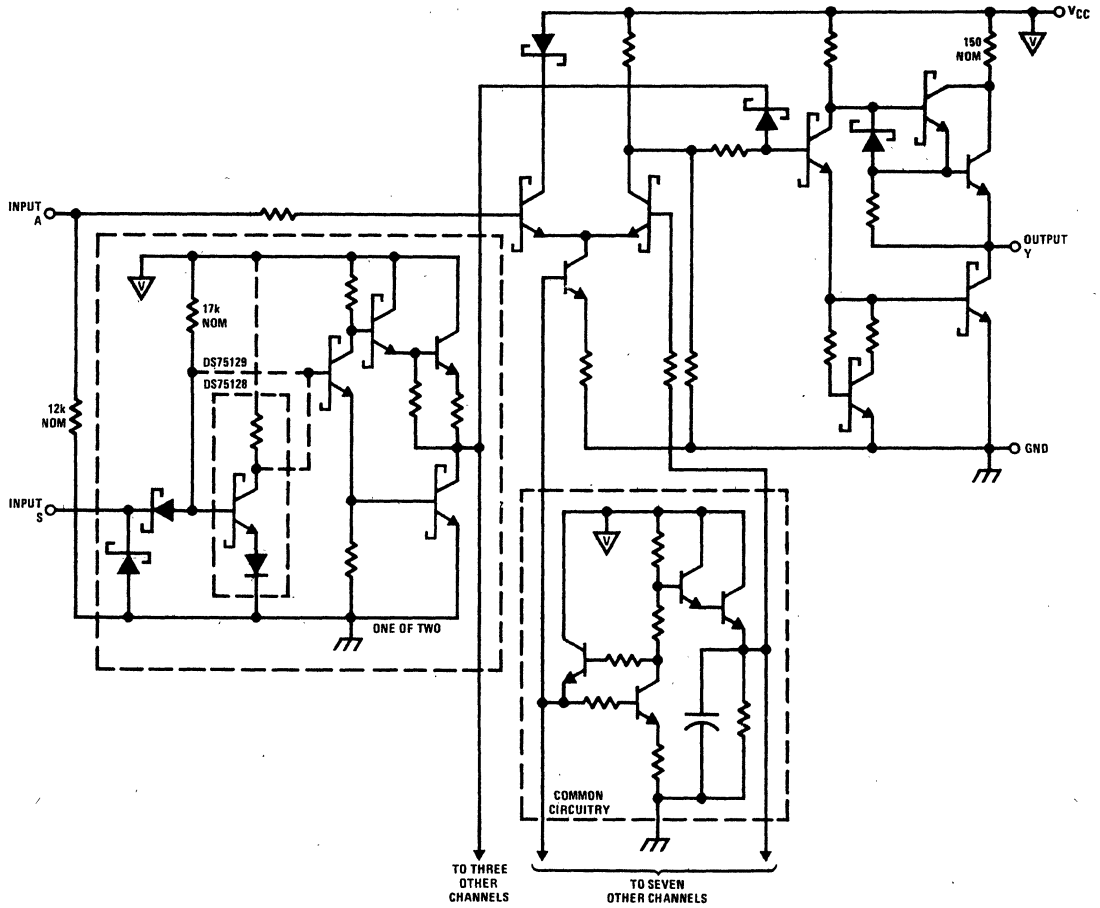 VCC
150
NOM
V
INPUT
A
V
17k
NOM
DS75129
DS75128
12k
NOM
OUTPUT
Y
GND
INPUT
S
V
ONE OF TWO
COMMON
CIRCUITRY
TO THREE
OTHER
CHANNELS
TO SEVEN
OTHER CHANNELS